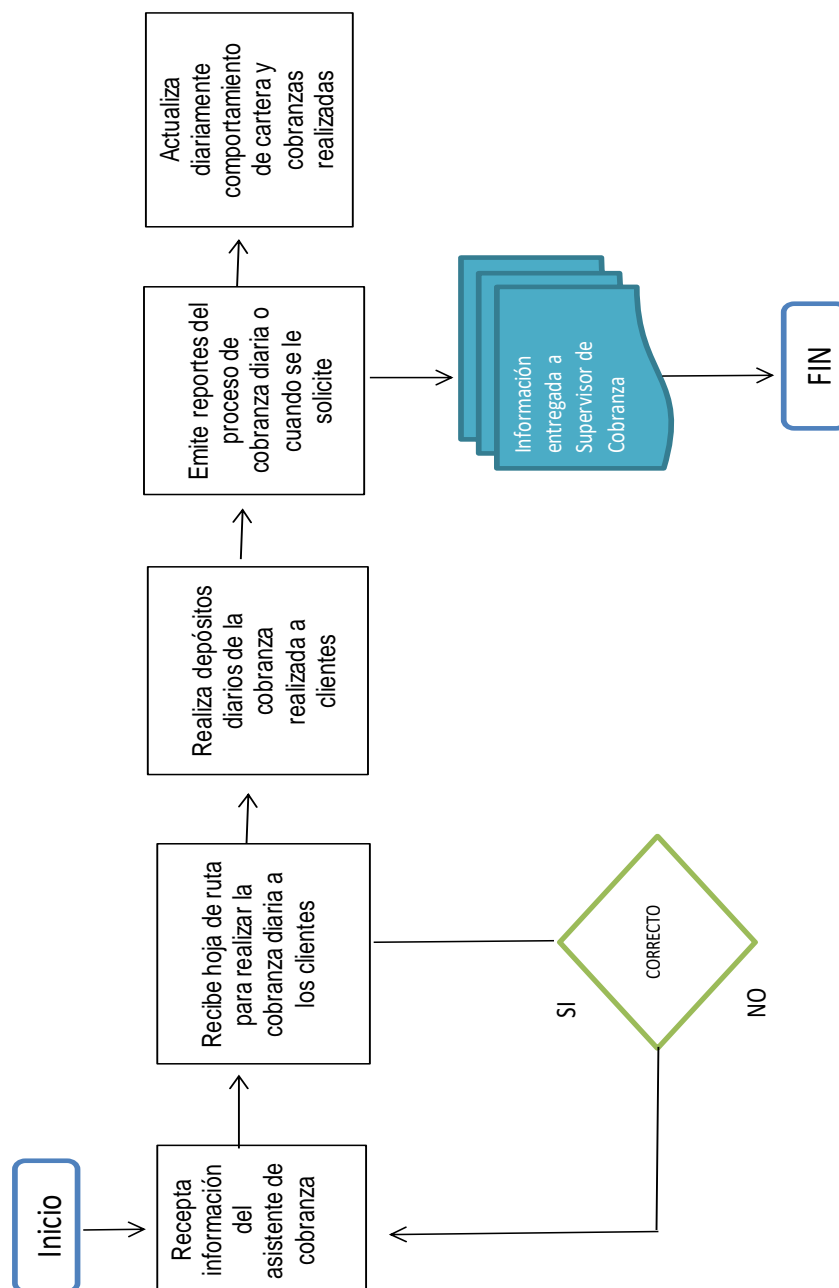 Inicio
Recepta
información
del
asistente de
cobranza
Recibe hoja de ruta
para realizar la
cobranza diaria a
los clientes
Realiza depósitos
diarios de la
cobranza
realizada a
clientes
Emite reportes del
proceso de
cobranza diaria o
cuando se le
solicite
Actualiza
diariamente
comportamiento
de cartera y
cobranzas
realizadas
SI
CORRECTO
NO
Información
entregada a
Supervisor de
Cobranza
FIN